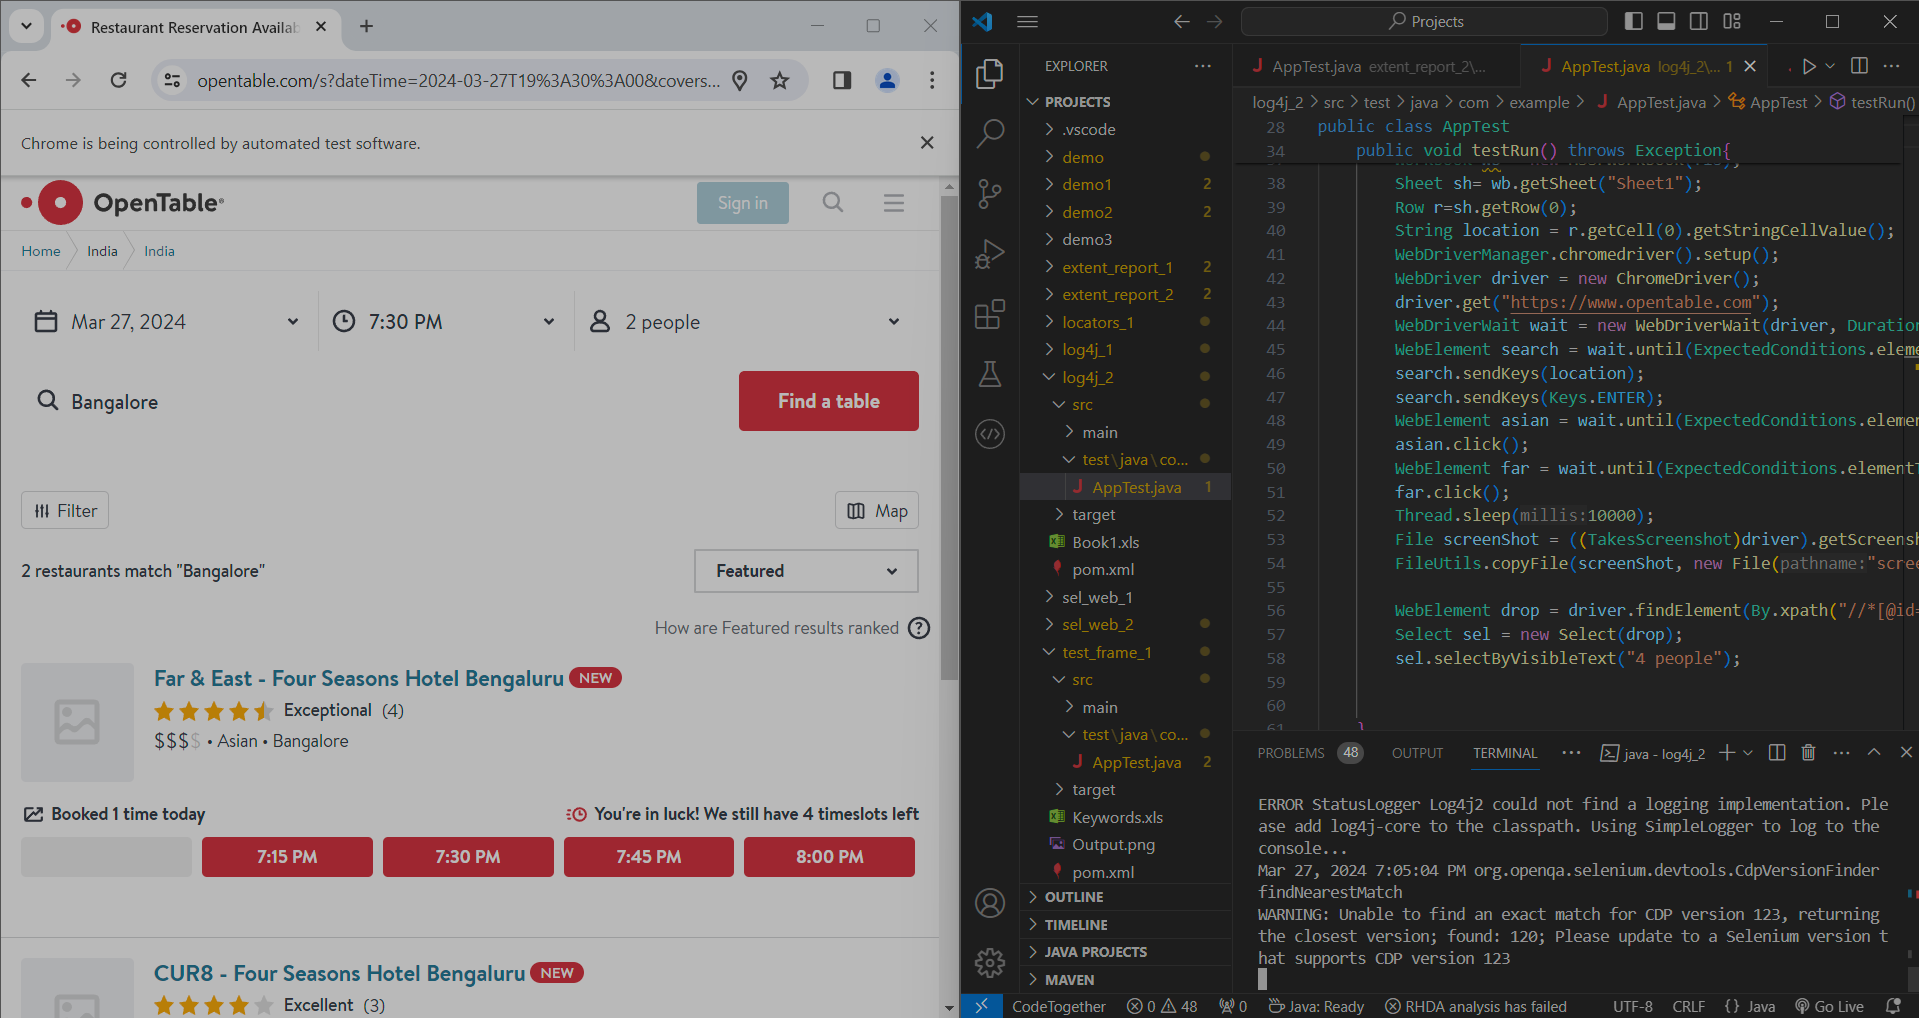 Restaurant Reservation Availab
opentable.com/s?dateTime=2024-03-27T19%3A30%3A00&covers...
Chrome is being controlled by automated test software.
OpenTable®
Sign in
Home
India
India
Mar 27, 2024
7:30 PM
2 people
Bangalore
Find a table
Filter
Map
2 restaurants match "Bangalore"
Featured
How are Featured results ranked
Far & East - Four Seasons Hotel Bengaluru NEW
Exceptional (4)
$$$$ • Asian • Bangalore
Booked 1 time today
You're in luck! We still have 4 timeslots left
7:15 PM
7:30 PM
7:45 PM
8:00 PM
CUR8 - Four Seasons Hotel Bengaluru NEW
Excellent (3)
Projects
EXPLORER
PROJECTS
.vscode
demo
demo1 2
demo2 2
demo3
extent_report_1 2
extent_report_2 2
locators_1
log4j_1
log4j_2
src
main
test\java\co...
AppTest.java 1
target
Book1.xls
pom.xml
sel_web_1
sel_web_2
test_frame_1
src
main
test\java\co...
AppTest.java 2
target
Keywords.xls
Output.png
pom.xml
OUTLINE
TIMELINE
JAVA PROJECTS
MAVEN
AppTest.java extent_report_2\...
AppTest.java log4j_2\... 1
log4j_2 > src > test > java > com > example > AppTest.java > AppTest > testRun()
28 public class AppTest
34 public void testRun() throws Exception{
38 Sheet sh= wb.getSheet("Sheet1");
39 Row r=sh.getRow(0);
40 String location = r.getCell(0).getStringCellValue();
41 WebDriverManager.chromedriver().setup();
42 WebDriver driver = new ChromeDriver();
43 driver.get("https://www.opentable.com");
44 WebDriverWait wait = new WebDriverWait(driver, Duration
45 WebElement search = wait.until(ExpectedConditions.eleme
46 search.sendKeys(location);
47 search.sendKeys(Keys.ENTER);
48 WebElement asian = wait.until(ExpectedConditions.elemen
49 asian.click();
50 WebElement far = wait.until(ExpectedConditions.elementT
51 far.click();
52 Thread.sleep(millis:10000);
53 File screenShot = ((TakesScreenshot)driver).getScreensh
54 FileUtils.copyFile(screenShot, new File(pathname:"scree
55
56 WebElement drop = driver.findElement(By.xpath("//*[@id=
57 Select sel = new Select(drop);
58 sel.selectByVisibleText("4 people");
59
60
61 }
PROBLEMS 48
OUTPUT
TERMINAL
java - log4j_2
ERROR StatusLogger Log4j2 could not find a logging implementation. Ple
ase add log4j-core to the classpath. Using SimpleLogger to log to the
console...
Mar 27, 2024 7:05:04 PM org.openqa.selenium.devtools.CdpVersionFinder
findNearestMatch
WARNING: Unable to find an exact match for CDP version 123, returning
the closest version; found: 120; Please update to a Selenium version t
hat supports CDP version 123
CodeTogether
0 48
0
Java: Ready
RHDA analysis has failed
UTF-8
CRLF
{ } Java
Go Live